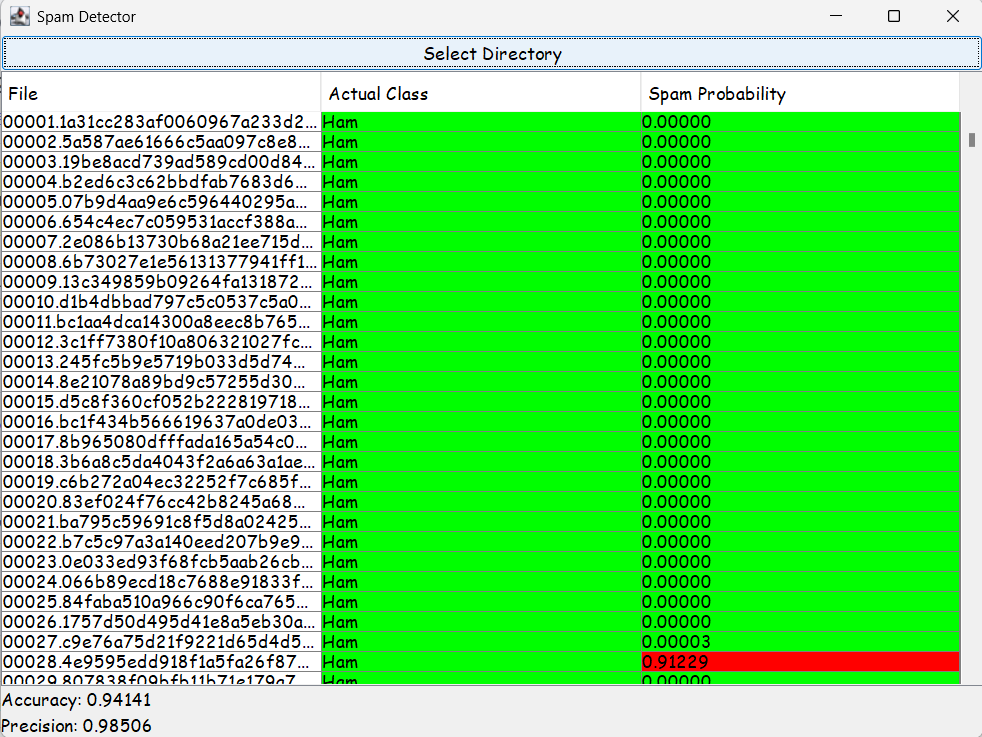 Spam Detector
Select Directory
File Actual Class Spam Probability
00001.1a31cc283af0060967a233d2... Ham 0.00000
00002.5a587ae61666c5aa097c8e8... Ham 0.00000
00003.19be8acd739ad589cd00d84... Ham 0.00000
00004.b2ed6c3c62bbdfab7683d6... Ham 0.00000
00005.07b9d4aa9e6c596440295a... Ham 0.00000
00006.654c4ec7c059531accf388a... Ham 0.00000
00007.2e086b13730b68a21ee715d... Ham 0.00000
00008.6b73027e1e56131377941ff1... Ham 0.00000
00009.13c349859b09264fa131872... Ham 0.00000
00010.d1b4dbbad797c5c0537c5a0... Ham 0.00000
00011.bc1aa4dca14300a8eec8b765... Ham 0.00000
00012.3c1ff7380f10a806321027fc... Ham 0.00000
00013.245fc5b9e5719b033d5d74... Ham 0.00000
00014.8e21078a89bd9c57255d30... Ham 0.00000
00015.d5c8f360cf052b222819718... Ham 0.00000
00016.bc1f434b566619637a0de03... Ham 0.00000
00017.8b965080dfffada165a54c0... Ham 0.00000
00018.3b6a8c5da4043f2a6a63a1ae... Ham 0.00000
00019.c6b272a04ec32252f7c685f... Ham 0.00000
00020.83ef024f76cc42b8245a68... Ham 0.00000
00021.ba795c59691c8f5d8a02425... Ham 0.00000
00022.b7c5c97a3a140eed207b9e9... Ham 0.00000
00023.0e033ed93f68fcb5aab26cb... Ham 0.00000
00024.066b89ecd18c7688e91833f... Ham 0.00000
00025.84faba510a966c90f6ca765... Ham 0.00000
00026.1757d50d495d41e8a5eb30a... Ham 0.00000
00027.c9e76a75d21f9221d65d4d5... Ham 0.00003
00028.4e9595edd918f1a5fa26f87... Ham 0.91229
00029.807838f09bfb11b71e179a7... Ham 0.00000
Accuracy: 0.94141
Precision: 0.98506